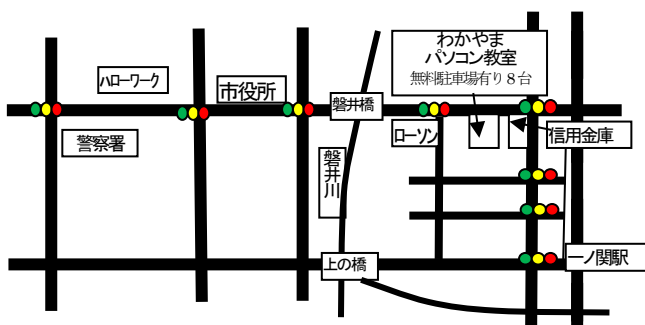 わかやま
パソコン教室
無料駐車場有り８台
ハローワーク
市役所
磐井橋
ローソン
信用金庫
警察署
磐井川
上の橋
一ノ関駅